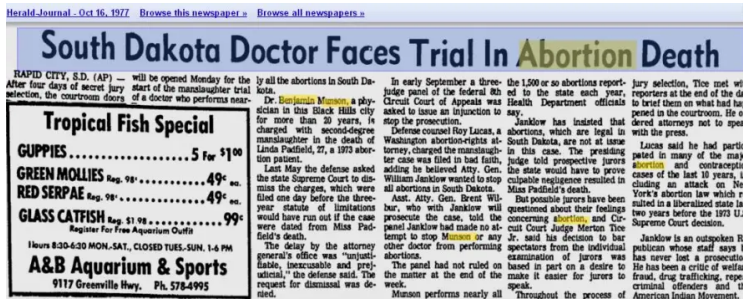 Herald-Journal - Oct 16, 1977 Browse this newspaper » Browse all newspapers »
South Dakota Doctor Faces Trial In Abortion Death
RAPID CITY, S.D. (AP) —
After four days of secret jury
selection, the courtroom doors
will be opened Monday for the
start of the manslaughter trial
of a doctor who performs near-
Tropical Fish Special
GUPPIES 5 For $1.00
GREEN MOLLIES Reg. 98¢ 49¢ ea.
RED SERPAE Reg. 98¢ 49¢ ea.
GLASS CATFISH Reg. $1.98 99¢
Register For Free Aquarium Outfit
Hours 8:30-6:30 MON.-SAT., CLOSED TUES.-SUN. 1-6 PM
A&B Aquarium & Sports
9117 Greenville Hwy. Ph. 578-4995
ly all the abortions in South Da-
kota.
Dr. Benjamin Munson, a phy-
sician in this Black Hills city
for more than 20 years, is
charged with second-degree
manslaughter in the death of
Linda Padfield, 27, a 1973 abor-
tion patient.
Last May the defense asked
the state Supreme Court to dis-
miss the charges, which were
filed one day before the three-
year statute of limitations
would have run out if the case
were dated from Miss Pad-
field's death.
The delay by the attorney
general's office was "unjusti-
fiable, inexcusable and prej-
udicial," the defense said. The
request for dismissal was de-
nied.
In early September a three-
judge panel of the federal 8th
Circuit Court of Appeals was
asked to issue an injunction to
stop the prosecution.
Defense counsel Roy Lucas, a
Washington abortion-rights at-
torney, charged the manslaugh-
ter case was filed in bad faith,
adding he believed Atty. Gen.
William Janklow wanted to stop
all abortions in South Dakota.
Asst. Atty. Gen. Brent Wil-
bur, who with Janklow will
prosecute the case, told the
panel Janklow had made no at-
tempt to stop Munson or any
other doctor from performing
abortions.
The panel had not ruled on
the matter at the end of the
week.
Munson performs nearly all
the 1,500 or so abortions report-
ed to the state each year,
Health Department officials
say.
Janklow has insisted that
abortions, which are legal in
South Dakota, are not at issue
in this case. The presiding
judge told prospective jurors
the state would have to prove
culpable negligence resulted in
Miss Padfield's death.
But possible jurors have been
questioned about their feelings
concerning abortion, and Cir-
cuit Court Judge Merton Tice
Jr. said his decision to bar
spectators from the individual
examination of jurors was
based in part on a desire to
make it easier for jurors to
speak.
Throughout the process of
jury selection, Tice met wi
reporters at the end of the da
to brief them on what had ha
pened in the courtroom. He o
dered attorneys not to speak
with the press.
Lucas said he had partic
pated in many of the maj
abortion and contraceptio
cases of the last 10 years, i
cluding an attack on Ne
York's abortion law which r
sulted in a liberalized state la
two years before the 1973 U.
Supreme Court decision.
Janklow is an outspoken R
publican whose staff says
has never lost a prosecutio
He has been a critic of welfar
fraud, drug trafficking, repe
criminal offenders and th
American Indian Movement.